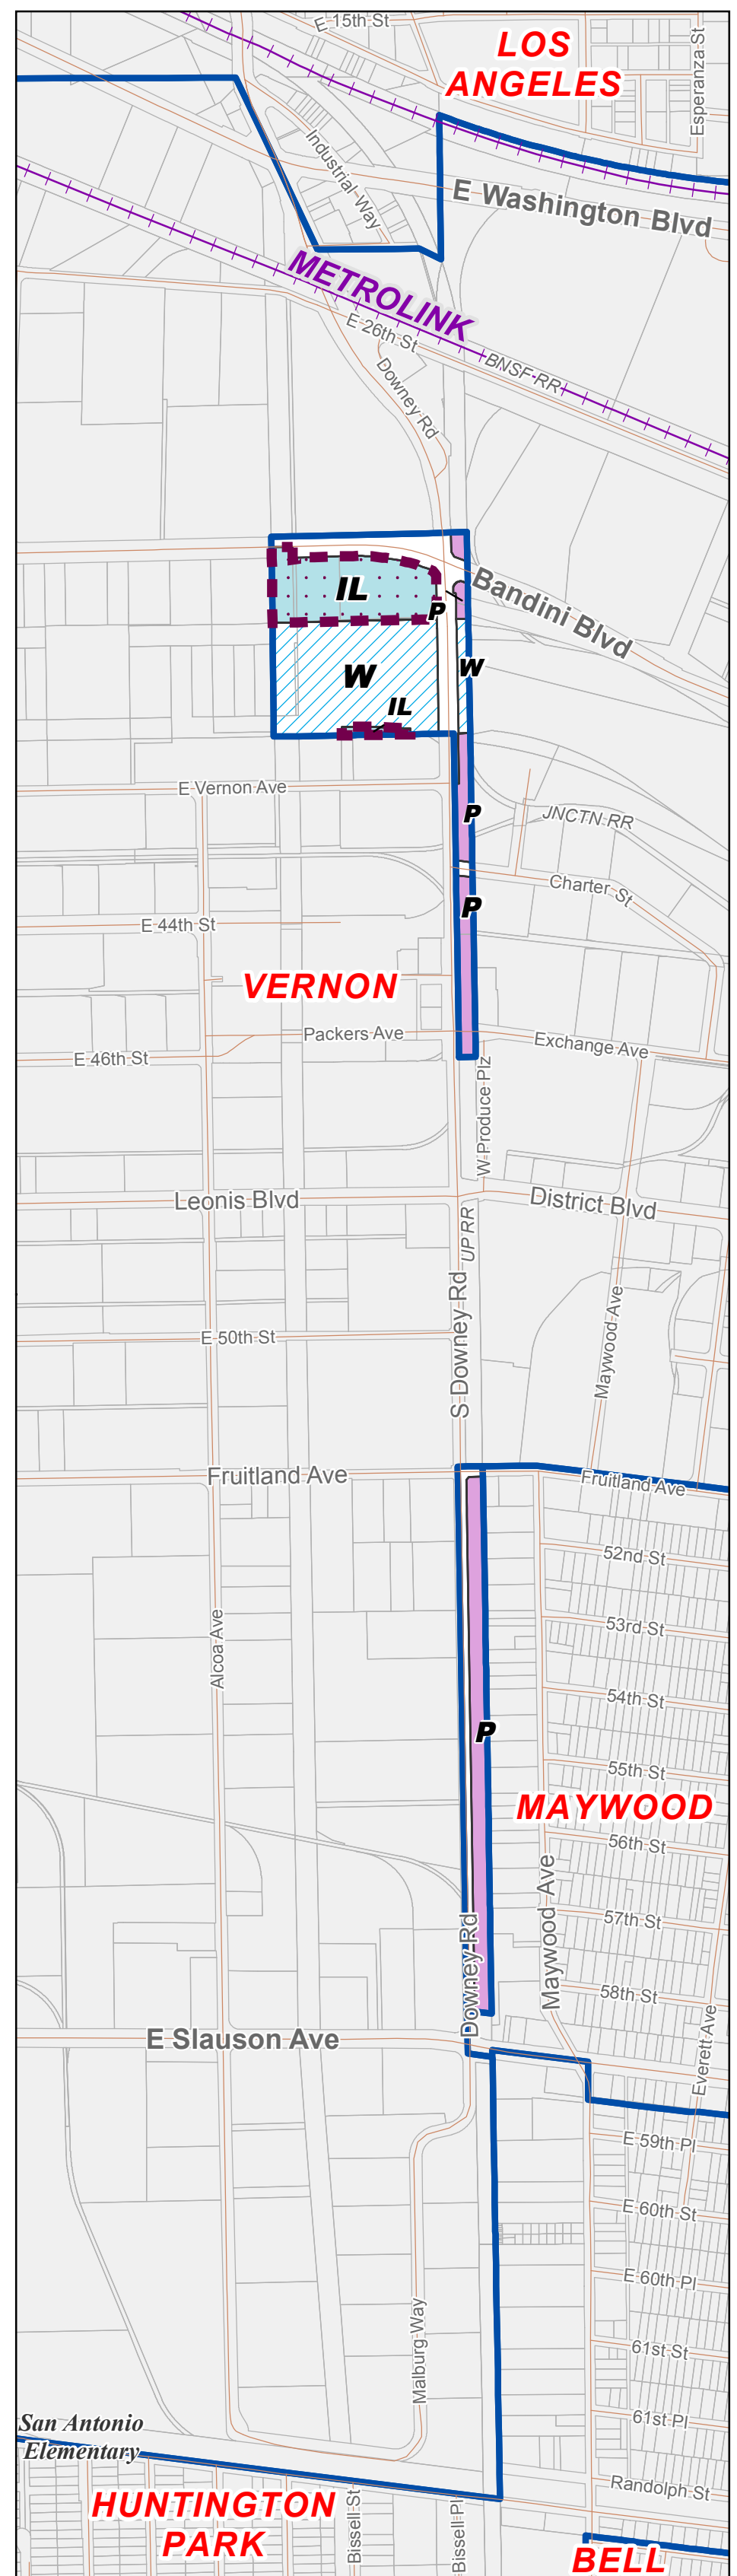 E 15th St
LOS
ANGELES
Esperanza St
Industrial Way
E Washington Blvd
METROLINK
E 26th St
BNSF RR
Downey Rd
Bandini Blvd
IL
P
W
W
IL
E Vernon Ave
P
JNCTN RR
Charter St
P
E 44th St
VERNON
Packers Ave
Exchange Ave
E 46th St
W Produce Plz
Leonis Blvd
District Blvd
UP RR
S Downey Rd
Maywood Ave
E 50th St
Fruitland Ave
Fruitland Ave
52nd St
53rd St
Alcoa Ave
54th St
P
55th St
MAYWOOD
56th St
Maywood Ave
57th St
Downey Rd
58th St
E Slauson Ave
Everett Ave
E 59th Pl
E 60th St
E 60th Pl
Malburg Way
61st St
61st Pl
San Antonio
Elementary
Randolph St
HUNTINGTON
PARK
Bissell St
Bissell Pl
BELL